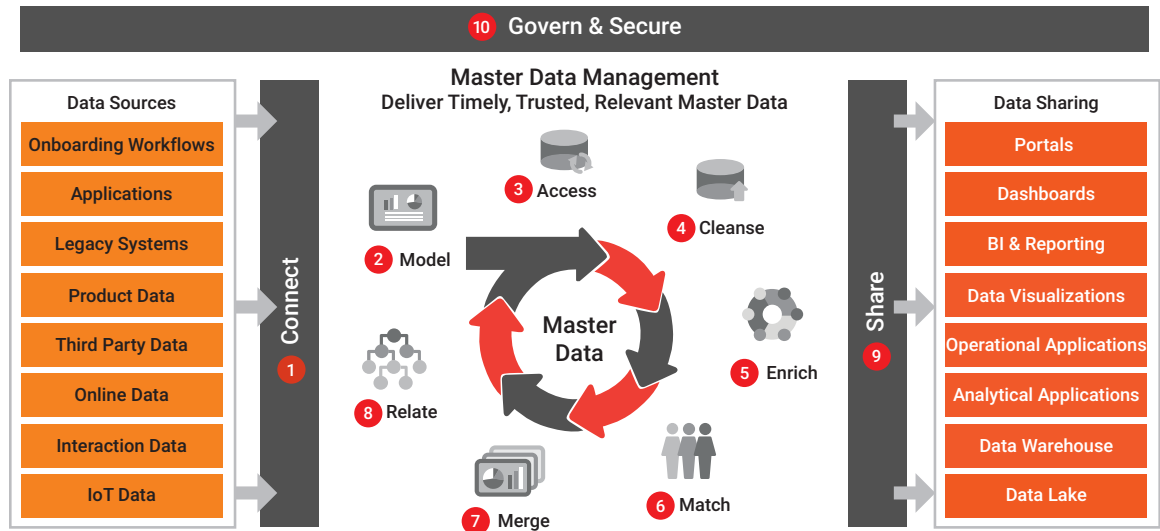 10 Govern & Secure
Data Sources
Onboarding Workflows
Applications
Legacy Systems
Product Data
Third Party Data
Online Data
Interaction Data
IoT Data
1 Connect
Master Data Management
Deliver Timely, Trusted, Relevant Master Data
2 Model
3 Access
4 Cleanse
5 Enrich
6 Match
7 Merge
8 Relate
Master
Data
9 Share
Data Sharing
Portals
Dashboards
BI & Reporting
Data Visualizations
Operational Applications
Analytical Applications
Data Warehouse
Data Lake